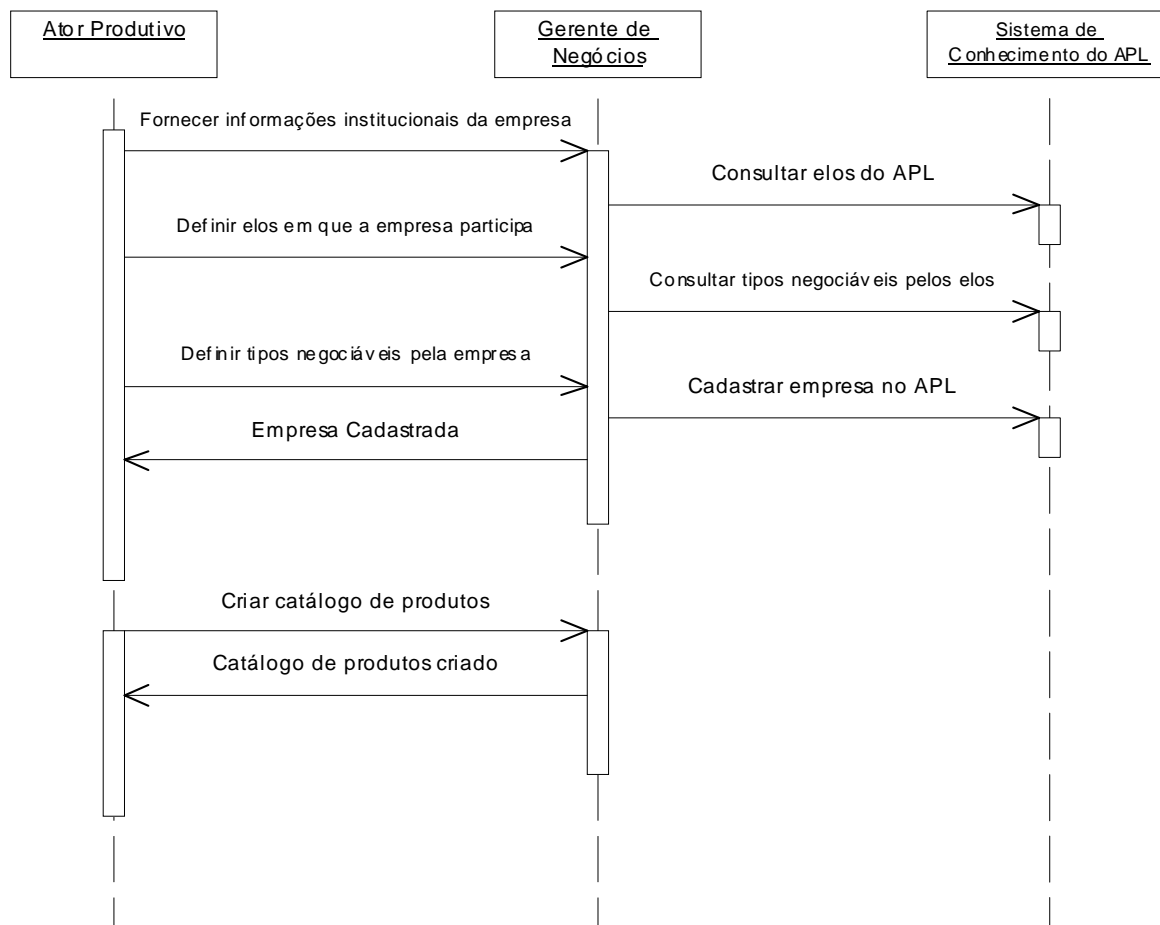 Ator Produtivo
Gerente de
Negócios
Sistema de
Conhecimento do APL
Fornecer informações institucionais da empresa
Consultar elos do APL
Definir elos em que a empresa participa
Consultar tipos negociáveis pelos elos
Definir tipos negociáveis pela empresa
Cadastrar empresa no APL
Empresa Cadastrada
Criar catálogo de produtos
Catálogo de produtos criado